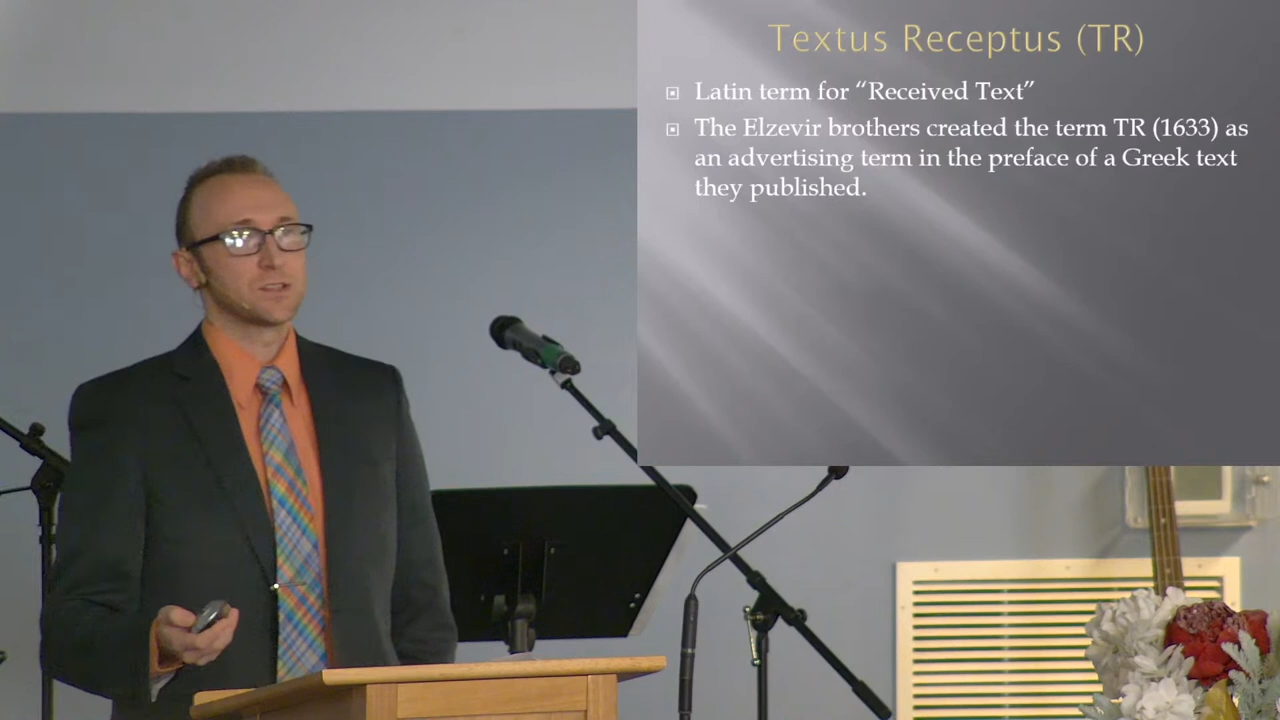 Textus Receptus (TR)
Latin term for “Received Text”
The Elzevir brothers created the term TR (1633) as
an advertising term in the preface of a Greek text
they published.